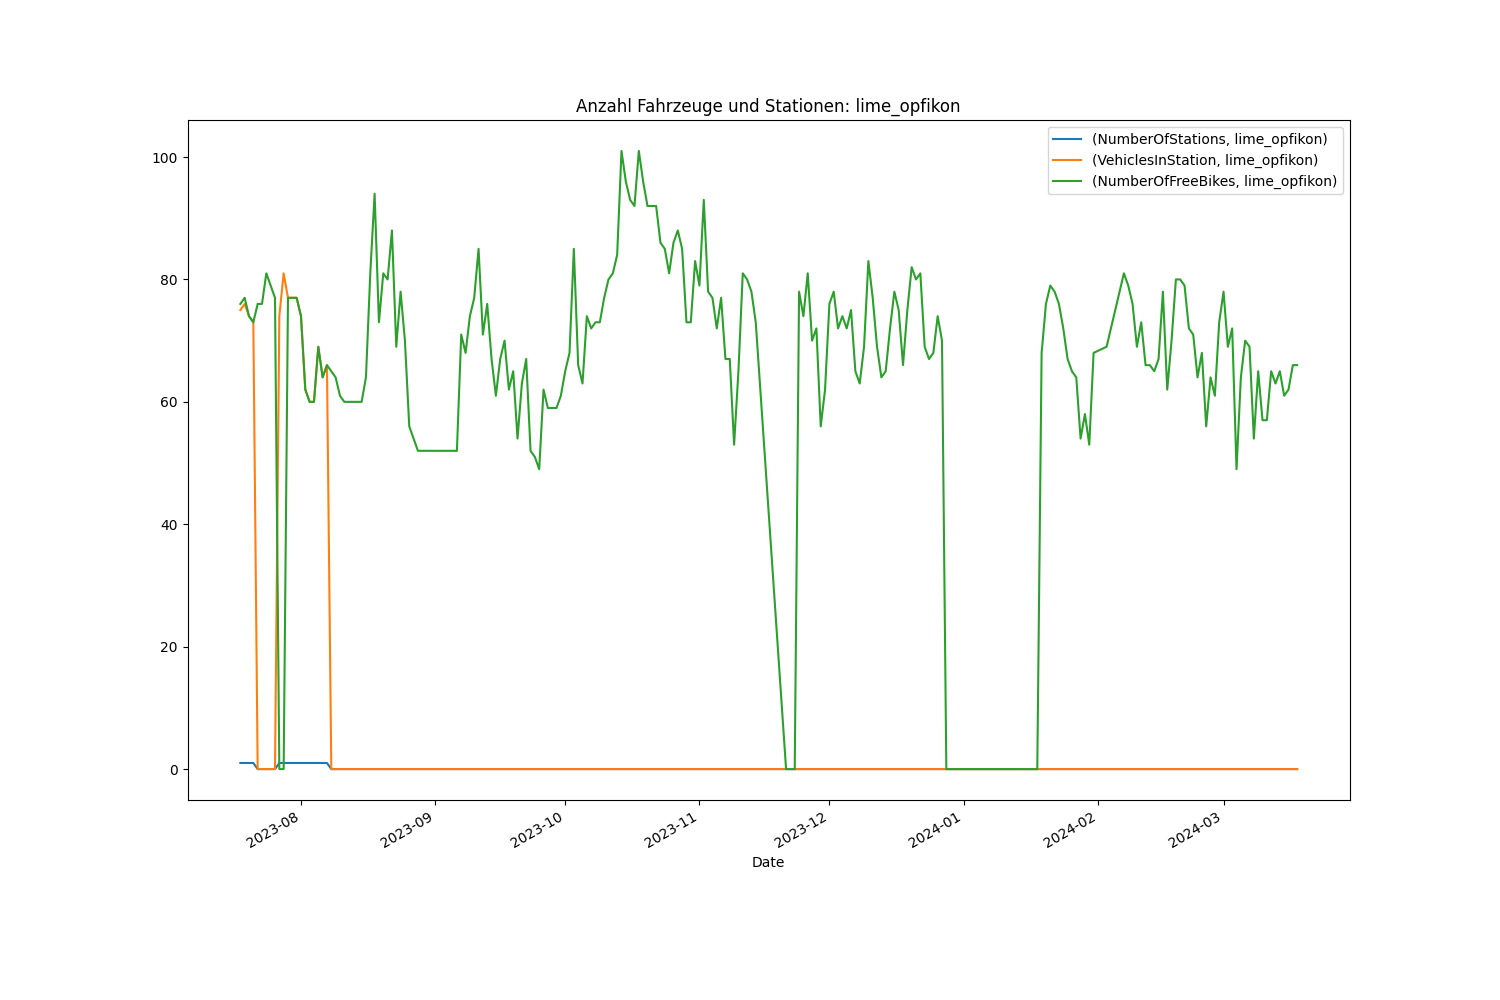 Anzahl Fahrzeuge und Stationen: lime_opfikon
(NumberOfStations, lime_opfikon)
(VehiclesInStation, lime_opfikon)
(NumberOfFreeBikes, lime_opfikon)
100
80
60
40
20
0
2023-08
2023-09
2023-10
2023-11
2023-12
2024-01
2024-02
2024-03
Date